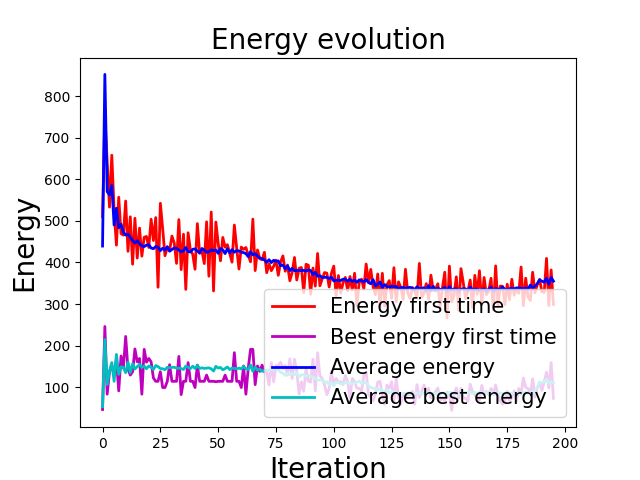 Energy evolution
Energy
800
700
600
500
400
300
200
100
Energy first time
Best energy first time
Average energy
Average best energy
0 25 50 75 100 125 150 175 200
Iteration